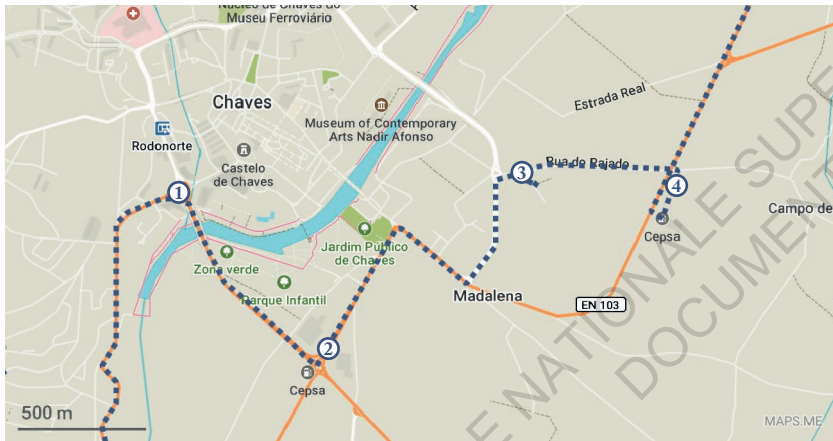 Núcleo de Chaves do
Museu Ferroviário
Estrada Real
Chaves
Museum of Contemporary
Arts Nadir Afonso
Rodonorte
Rua do Raiado
Castelo
de Chaves
1
3
4
Campo de
Jardim Público
de Chaves
Cepsa
Zona verde
Parque Infantil
Madalena
EN 103
2
Cepsa
500 m
MAPS.ME
E NATIONALE SUPE
DOCUMEN